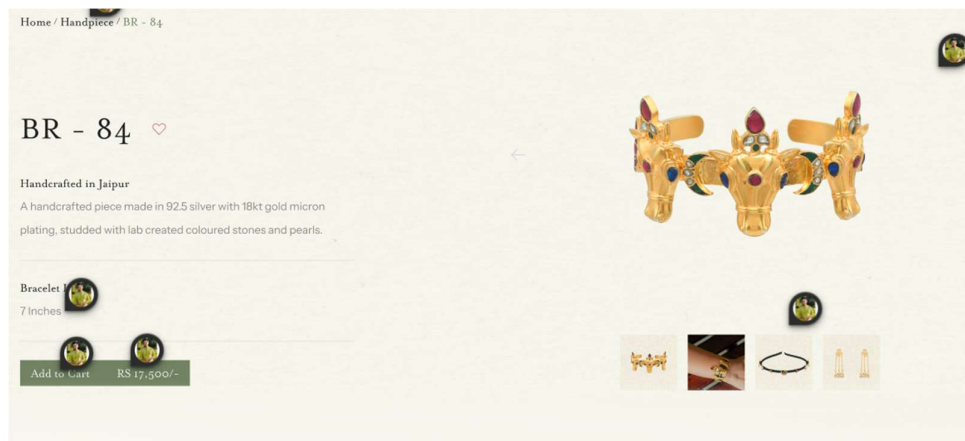 Home / Handpiece / BR - 84
BR - 84
Handcrafted in Jaipur
A handcrafted piece made in 92.5 silver with 18kt gold micron
plating, studded with lab created coloured stones and pearls.
Bracelet
7 Inches
Add to Cart RS 17,500/-